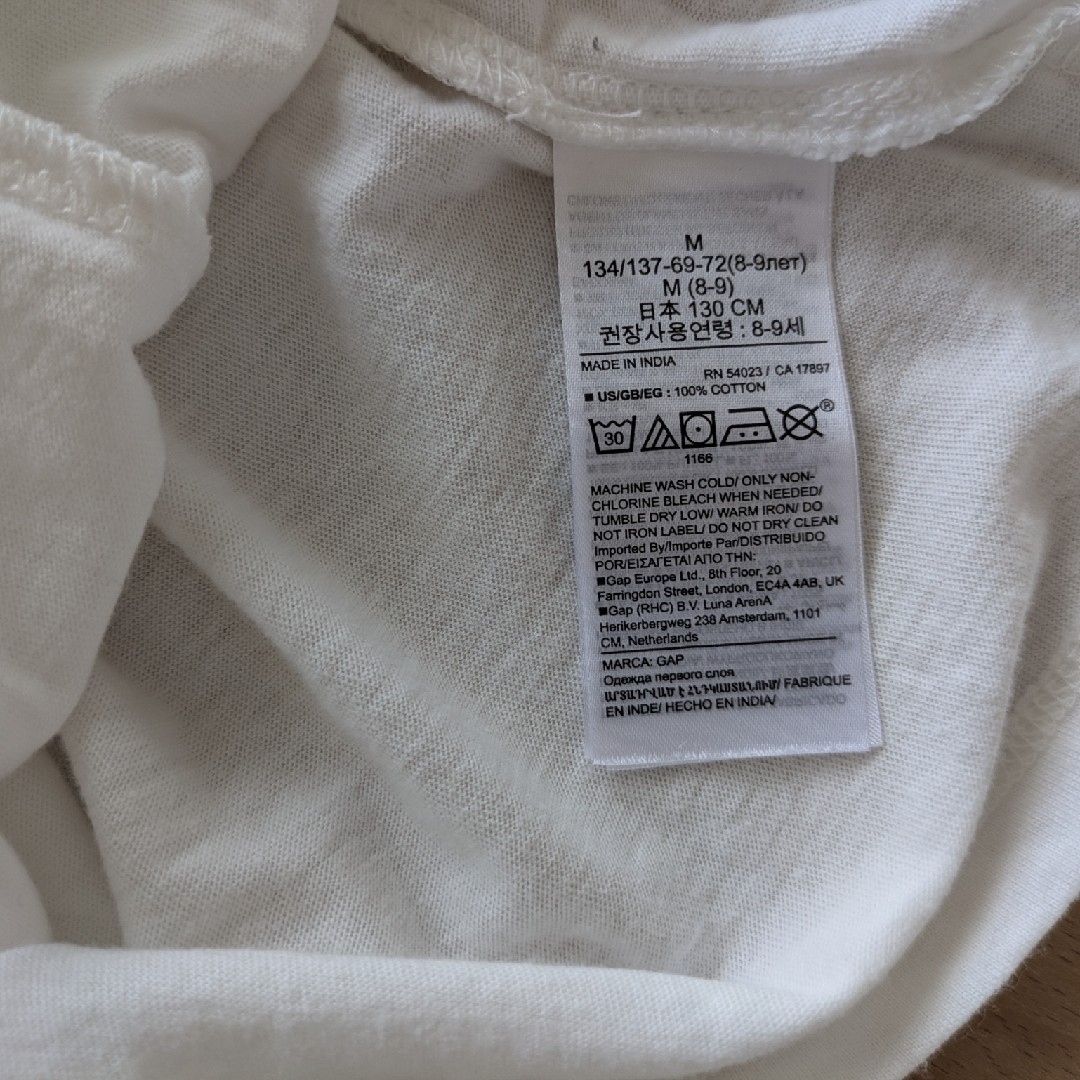 M
134/137-69-72(8-9лет)
M (8-9)
日本 130 CM
권장사용연령 : 8-9세
MADE IN INDIA
RN 54023 / CA 17897
■ US/GB/EG : 100% COTTON
30
®
1166
MACHINE WASH COLD/ ONLY NON-
CHLORINE BLEACH WHEN NEEDED/
TUMBLE DRY LOW/ WARM IRON/ DO
NOT IRON LABEL/ DO NOT DRY CLEAN
Imported By/Importe Par/DISTRIBUIDO
POR/ΕΙΣΑΓΕΤΑΙ ΑΠΟ ΤΗΝ:
■Gap Europe Ltd., 8th Floor, 20
Farringdon Street, London, EC4A 4AB, UK
■Gap (RHC) B.V. Luna ArenA
Herikerbergweg 238 Amsterdam, 1101
CM, Netherlands
MARCA: GAP
Одежда первого слоя
ԱՐՏԱԴՐՎԱԾ Է ՀՆԴԿԱՍՏԱՆՈՒՄ/ FABRIQUE
EN INDE/ HECHO EN INDIA/